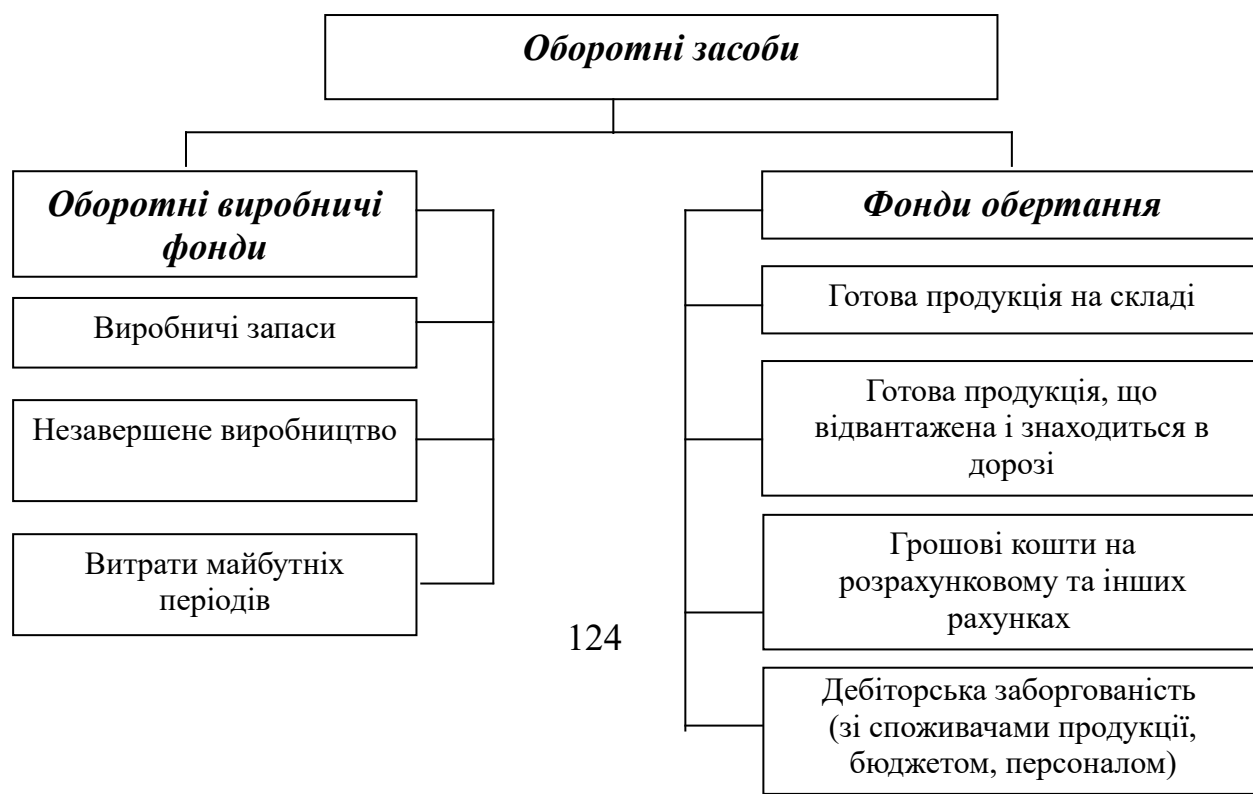 Оборотні засоби
Оборотні виробничі
фонди
Виробничі запаси
Незавершене виробництво
Витрати майбутніх
періодів
Фонди обертання
Готова продукція на складі
Готова продукція, що
відвантажена і знаходиться в
дорозі
Грошові кошти на
розрахунковому та інших
рахунках
Дебіторська заборгованість
(зі споживачами продукції,
бюджетом, персоналом)
124